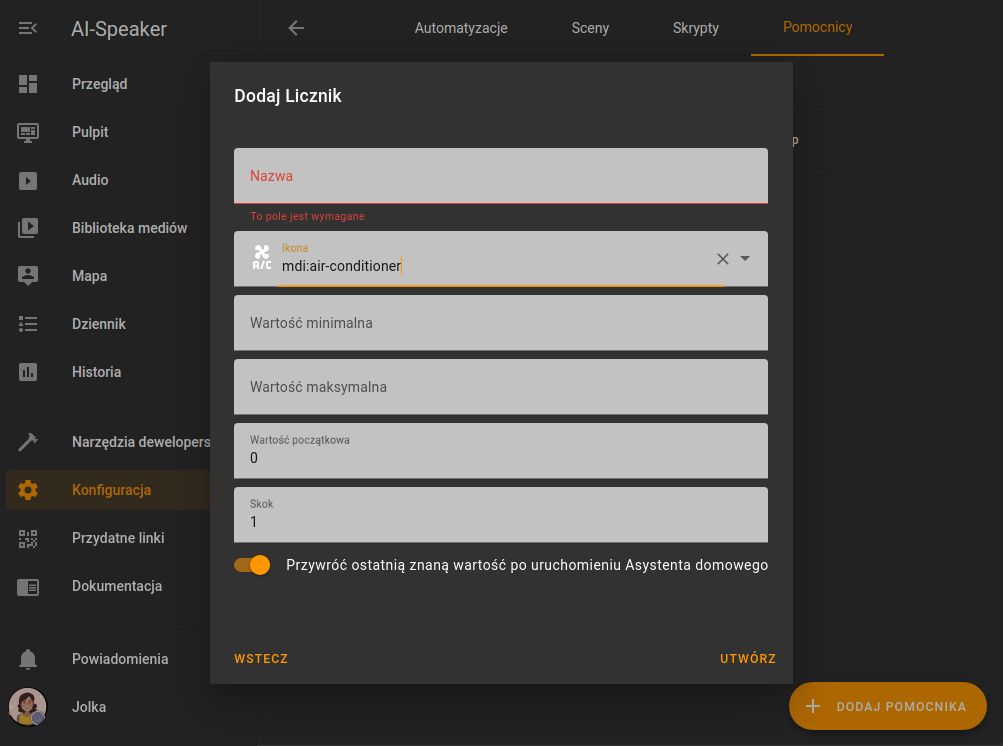 AI-Speaker
Automatyzacje
Sceny
Skrypty
Pomocnicy
Przegląd
Pulpit
Audio
Biblioteka mediów
Mapa
Dziennik
Historia
Narzędzia dewelopers
Konfiguracja
Przydatne linki
Dokumentacja
Powiadomienia
Jolka
Dodaj Licznik
Nazwa
To pole jest wymagane
A/C
Ikona
mdi:air-conditioner
Wartość minimalna
Wartość maksymalna
Wartość początkowa
0
Skok
1
Przywróć ostatnią znaną wartość po uruchomieniu Asystenta domowego
WSTECZ
UTWÓRZ
p
DODAJ POMOCNIKA